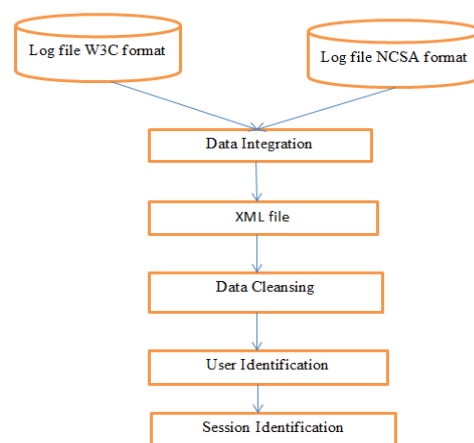 Log file W3C format
Log file NCSA format
Data Integration
XML file
Data Cleansing
User Identification
Session Identification